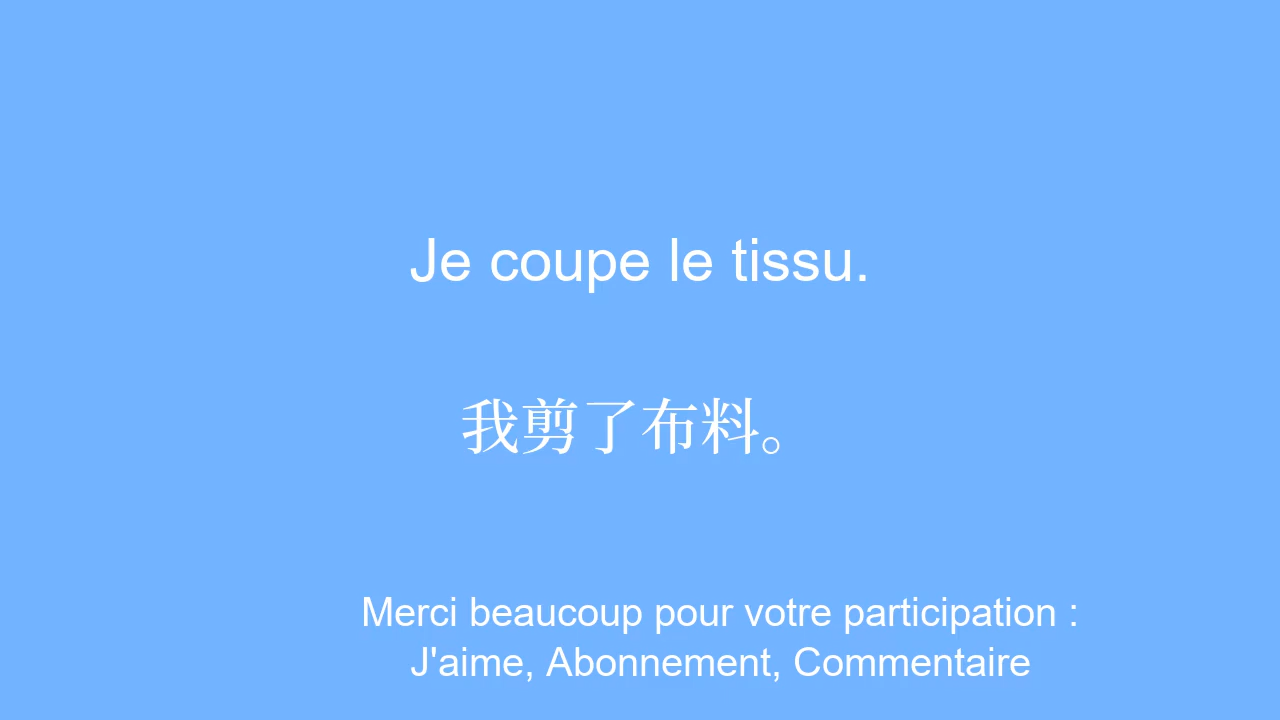 Je coupe le tissu.
我剪了布料。
Merci beaucoup pour votre participation :
J'aime, Abonnement, Commentaire